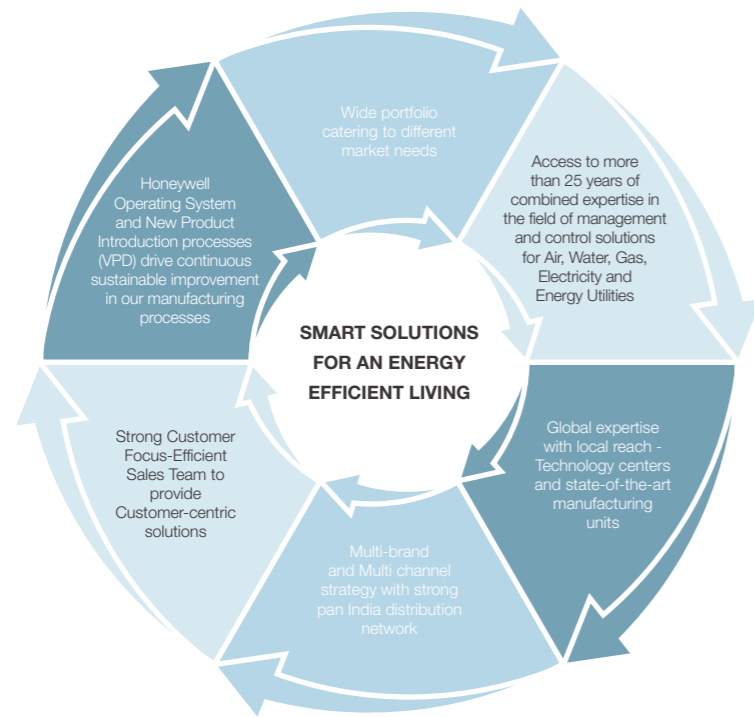 Wide portfolio
catering to different
market needs
Access to more
than 25 years of
combined expertise in
the field of management
and control solutions
for Air, Water, Gas,
Electricity and
Energy Utilities
Global expertise
with local reach -
Technology centers
and state-of-the-art
manufacturing
units
Multi-brand
and Multi channel
strategy with strong
pan India distribution
network
Strong Customer
Focus-Efficient
Sales Team to
provide
Customer-centric
solutions
Honeywell
Operating System
and New Product
Introduction processes
(VPD) drive continuous
sustainable improvement
in our manufacturing
processes
SMART SOLUTIONS
FOR AN ENERGY
EFFICIENT LIVING